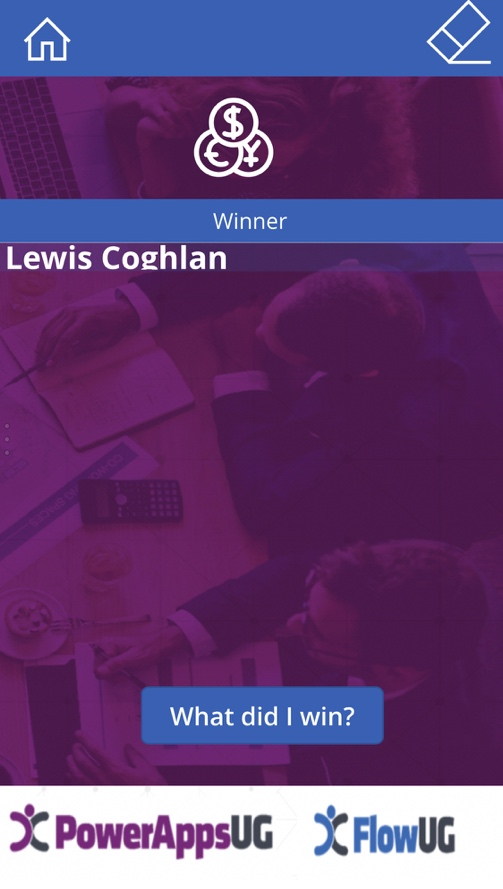 Winner
Lewis Coghlan
What did I win?
PowerAppsUG FlowUG